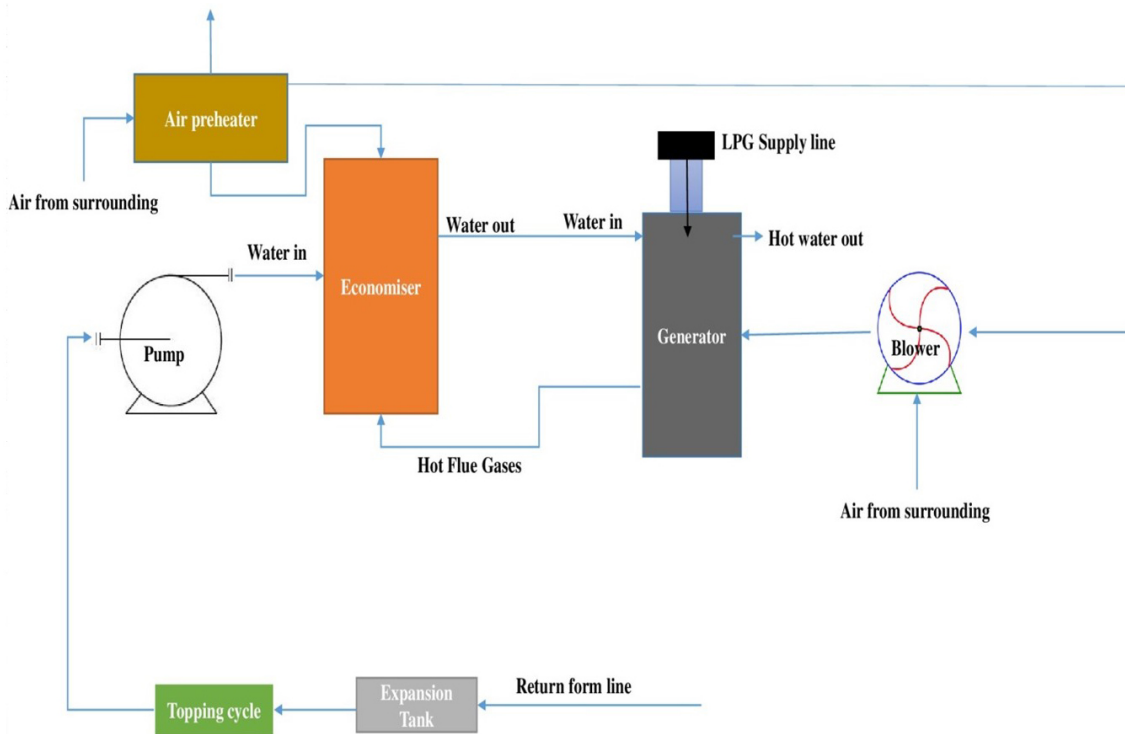 Air preheater
LPG Supply line
Air from surrounding
Water out
Water in
Hot water out
Water in
Economiser
Generator
Pump
Blower
Hot Flue Gases
Air from surrounding
Return form line
Expansion
Tank
Topping cycle